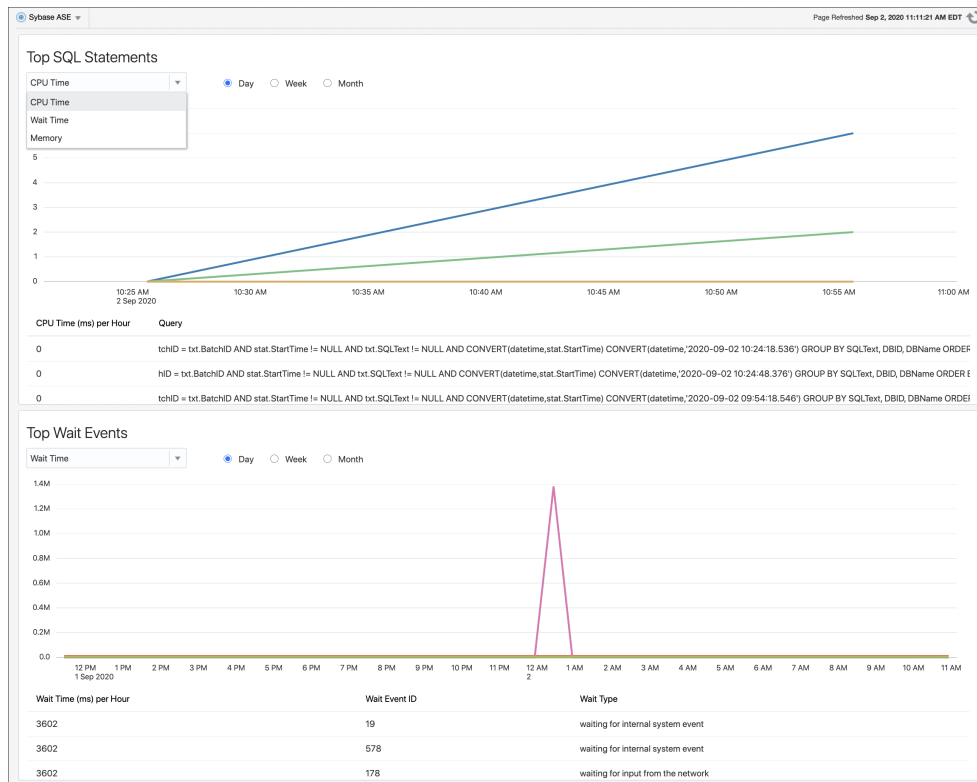 Sybase ASE
Page Refreshed Sep 2, 2020 11:11:21 AM EDT
Top SQL Statements
CPU Time Day Week Month
CPU Time
Wait Time
Memory
5
4
3
2
1
0
10:25 AM 10:30 AM 10:35 AM 10:40 AM 10:45 AM 10:50 AM 10:55 AM 11:00 AM
2 Sep 2020
CPU Time (ms) per Hour Query
0 tchID = txt.BatchID AND stat.StartTime != NULL AND txt.SQLText != NULL AND CONVERT(datetime,stat.StartTime) CONVERT(datetime,'2020-09-02 10:24:18.536') GROUP BY SQLText, DBID, DBName ORDER
0 hID = txt.BatchID AND stat.StartTime != NULL AND txt.SQLText != NULL AND CONVERT(datetime,stat.StartTime) CONVERT(datetime,'2020-09-02 10:24:48.376') GROUP BY SQLText, DBID, DBName ORDER
0 tchID = txt.BatchID AND stat.StartTime != NULL AND txt.SQLText != NULL AND CONVERT(datetime,stat.StartTime) CONVERT(datetime,'2020-09-02 09:54:18.546') GROUP BY SQLText, DBID, DBName ORDER
Top Wait Events
Wait Time Day Week Month
1.4M
1.2M
1.0M
0.8M
0.6M
0.4M
0.2M
0.0
12 PM 1 PM 2 PM 3 PM 4 PM 5 PM 6 PM 7 PM 8 PM 9 PM 10 PM 11 PM 12 AM 1 AM 2 AM 3 AM 4 AM 5 AM 6 AM 7 AM 8 AM 9 AM 10 AM 11 AM
1 Sep 2020 2
Wait Time (ms) per Hour Wait Event ID Wait Type
3602 19 waiting for internal system event
3602 578 waiting for internal system event
3602 178 waiting for input from the network